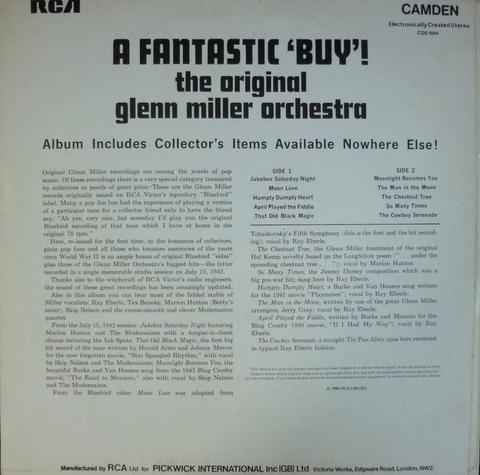 RCA
CAMDEN
Electronically Created Stereo
A FANTASTIC 'BUY'!
the original
glenn miller orchestra
Album Includes Collector's Items Available Nowhere Else!
Original Glenn Miller recordings are among the jewels of pop
music. Of these recordings there is a very special category treasured
by collectors as pearls of great price. These are the Glenn Miller
records originally issued on RCA Victor's legendary "Bluebird"
label. Many a pop fan has had the experience of playing a version
of a particular tune for a collector friend only to have the friend
say, "Ah yes, very nice, but someday I'll play you the original
Bluebird recording of that tune which I have at home in the
original 78 rpm."
Here, re-issued for the first time, to the honamus of collectors,
plain pop fans and all those who treasure memories of the years
circa World War II is an ample bonus of original Bluebird "sides"
plus three of the Glenn Miller Orchestra's biggest hits—the latter
recorded in a single memorable studio session on July 15, 1942.
Thanks also to the witchcraft of RCA Victor's audio engineers,
the sound of these great recordings has been amazingly updated.
Also in this album you can hear most of the fabled stable of
Miller vocalists: Ray Eberle, Tex Beneke, Marion Hutton (Betty's
sister), Skip Nelson and the cream-smooth and clever Modernaires
quartet.
From the July 15, 1942 session: Jukebox Saturday Night featuring
Marion Hutton and The Modernaires with a tongue-in-cheek
chorus imitating the Ink Spots; That Old Black Magic, the first big
hit record of the tune written by Harold Arlen and Johnny Mercer
for the now forgotten movie, "Star Spangled Rhythm," with vocal
by Skip Nelson and The Modernaires; Moonlight Becomes You, the
beautiful Burke and Van Heusen song from the 1942 Bing Crosby
movie, "The Road to Morocco," also with vocal by Skip Nelson
and The Modernaires.
From the Bluebird sides: Moon Love was adapted from
SIDE 1
Jukebox Saturday Night
Moon Love
Humpty Dumpty Heart
April Played the Fiddle
That Old Black Magic
SIDE 2
Moonlight Becomes You
The Man in the Moon
The Chestnut Tree
So Many Times
The Cowboy Serenade
Tchaikovsky's Fifth Symphony (this is the first and the hit record-
ing); vocal by Ray Eberle.
The Chestnut Tree, the Glenn Miller treatment of the original
Hal Kemp novelty based on the Longfellow poem (". . . under the
spreading chestnut tree . . ."); vocal by Marion Hutton.
So Many Times, the Jimmy Dorsey composition which was a
big pre-war hit; sung here by Ray Eberle.
Humpty Dumpty Heart, a Burke and Van Heusen song written
for the 1941 movie "Playmates"; vocal by Ray Eberle.
The Man in the Moon, written by one of the great Glenn Miller
arrangers, Jerry Gray; vocal by Ray Eberle.
April Played the Fiddle, written by Burke and Monaco for the
Bing Crosby 1940 movie, "If I Had My Way"; vocal by Ray
Eberle.
The Cowboy Serenade, a straight Tin Pan Alley opus here rendered
in typical Ray Eberle fashion.
RCA LIMITED
Manufactured by RCA Ltd for PICKWICK INTERNATIONAL Inc (GB) Ltd Victoria Works, Edgware Road, London, NW2.